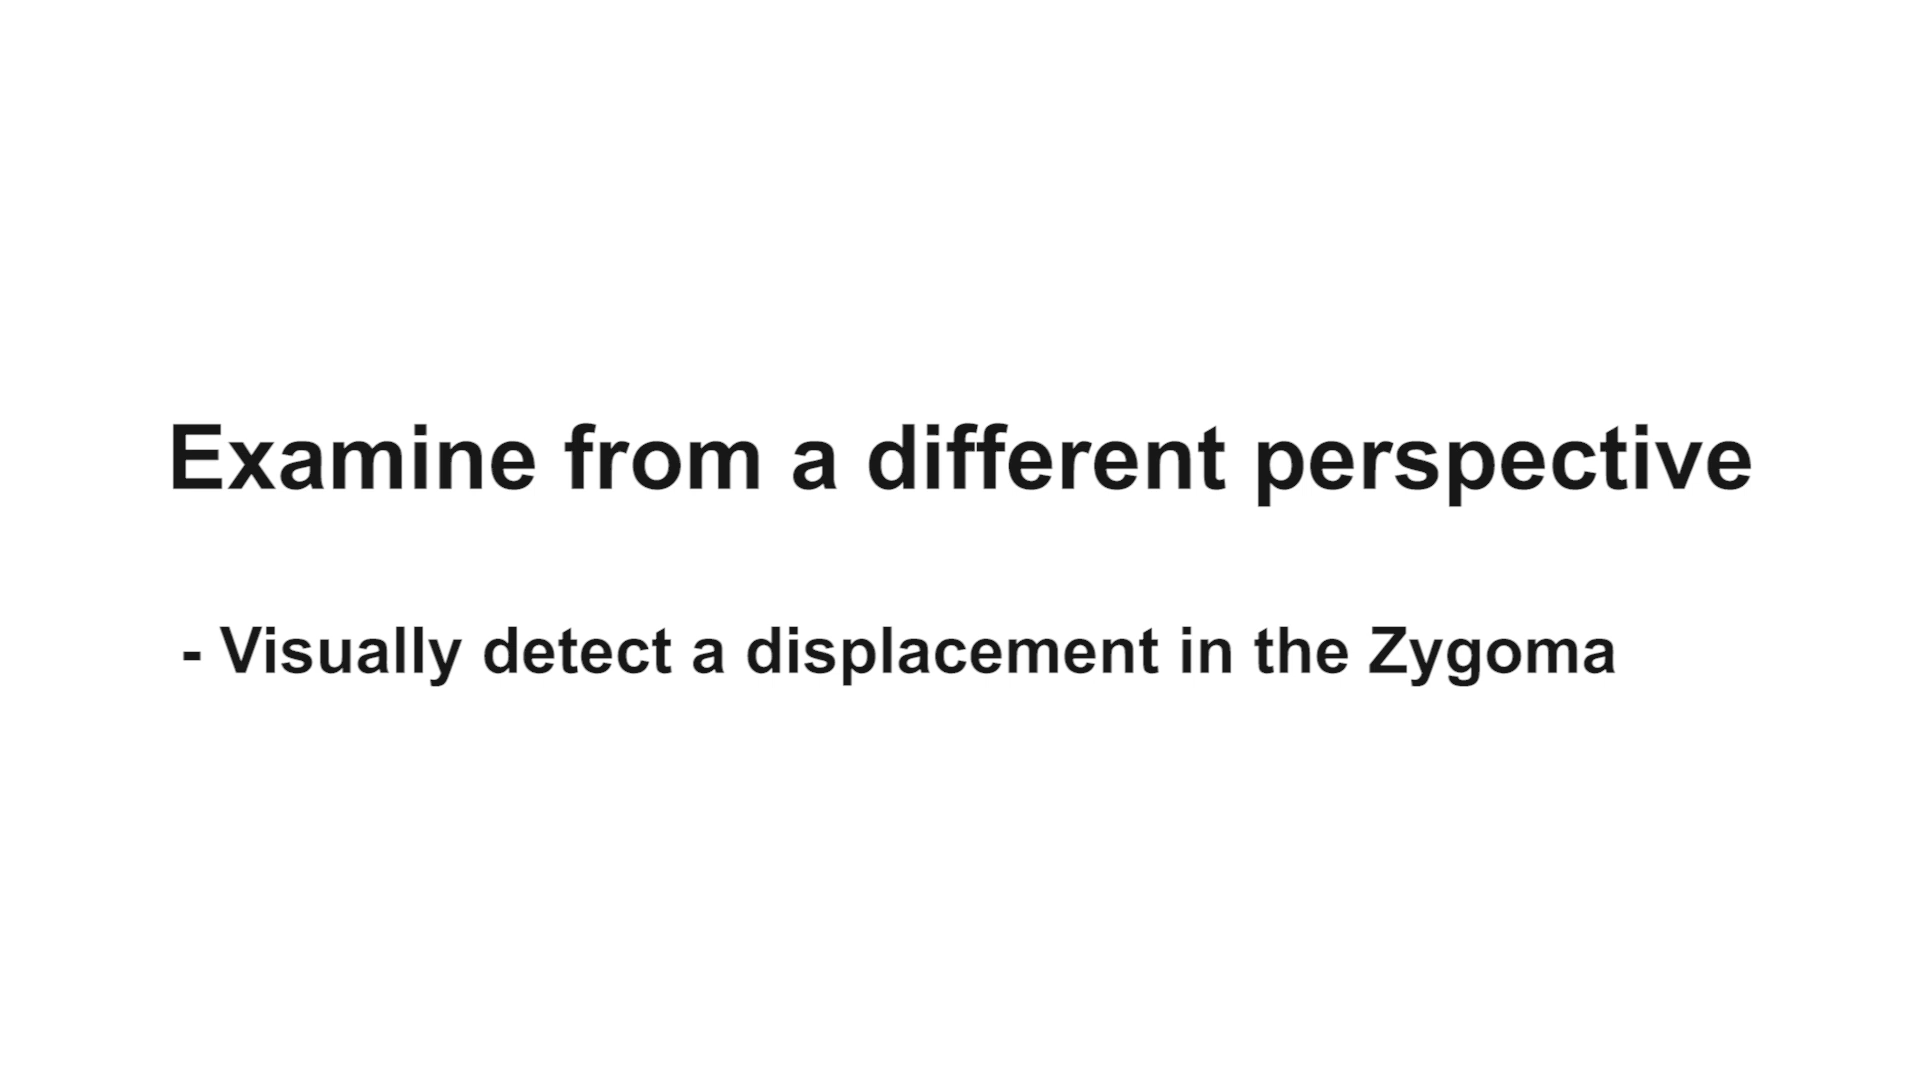 Examine from a different perspective
- Visually detect a displacement in the Zygoma